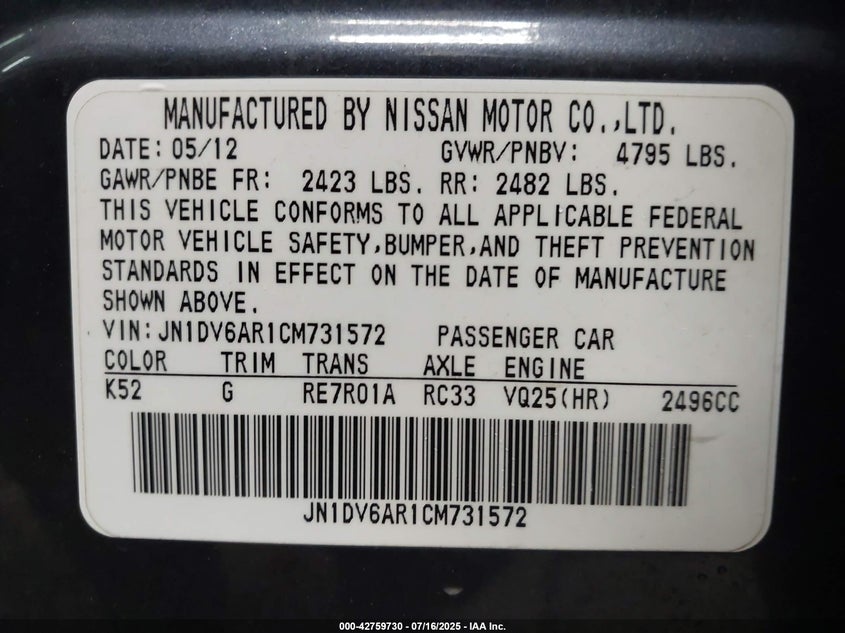 MANUFACTURED BY NISSAN MOTOR CO.,LTD.
DATE: 05/12 GVWR/PNBV: 4795 LBS.
GAWR/PNBE FR: 2423 LBS. RR: 2482 LBS.
THIS VEHICLE CONFORMS TO ALL APPLICABLE FEDERAL
MOTOR VEHICLE SAFETY,BUMPER,AND THEFT PREVENTION
STANDARDS IN EFFECT ON THE DATE OF MANUFACTURE
SHOWN ABOVE.
VIN:JN1DV6AR1CM731572 PASSENGER CAR
COLOR TRIM TRANS AXLE ENGINE
K52 G RE7R01A RC33 VQ25(HR) 2496CC
JN1DV6AR1CM731572
000-42759730 - 07/16/2025 - IAA Inc.